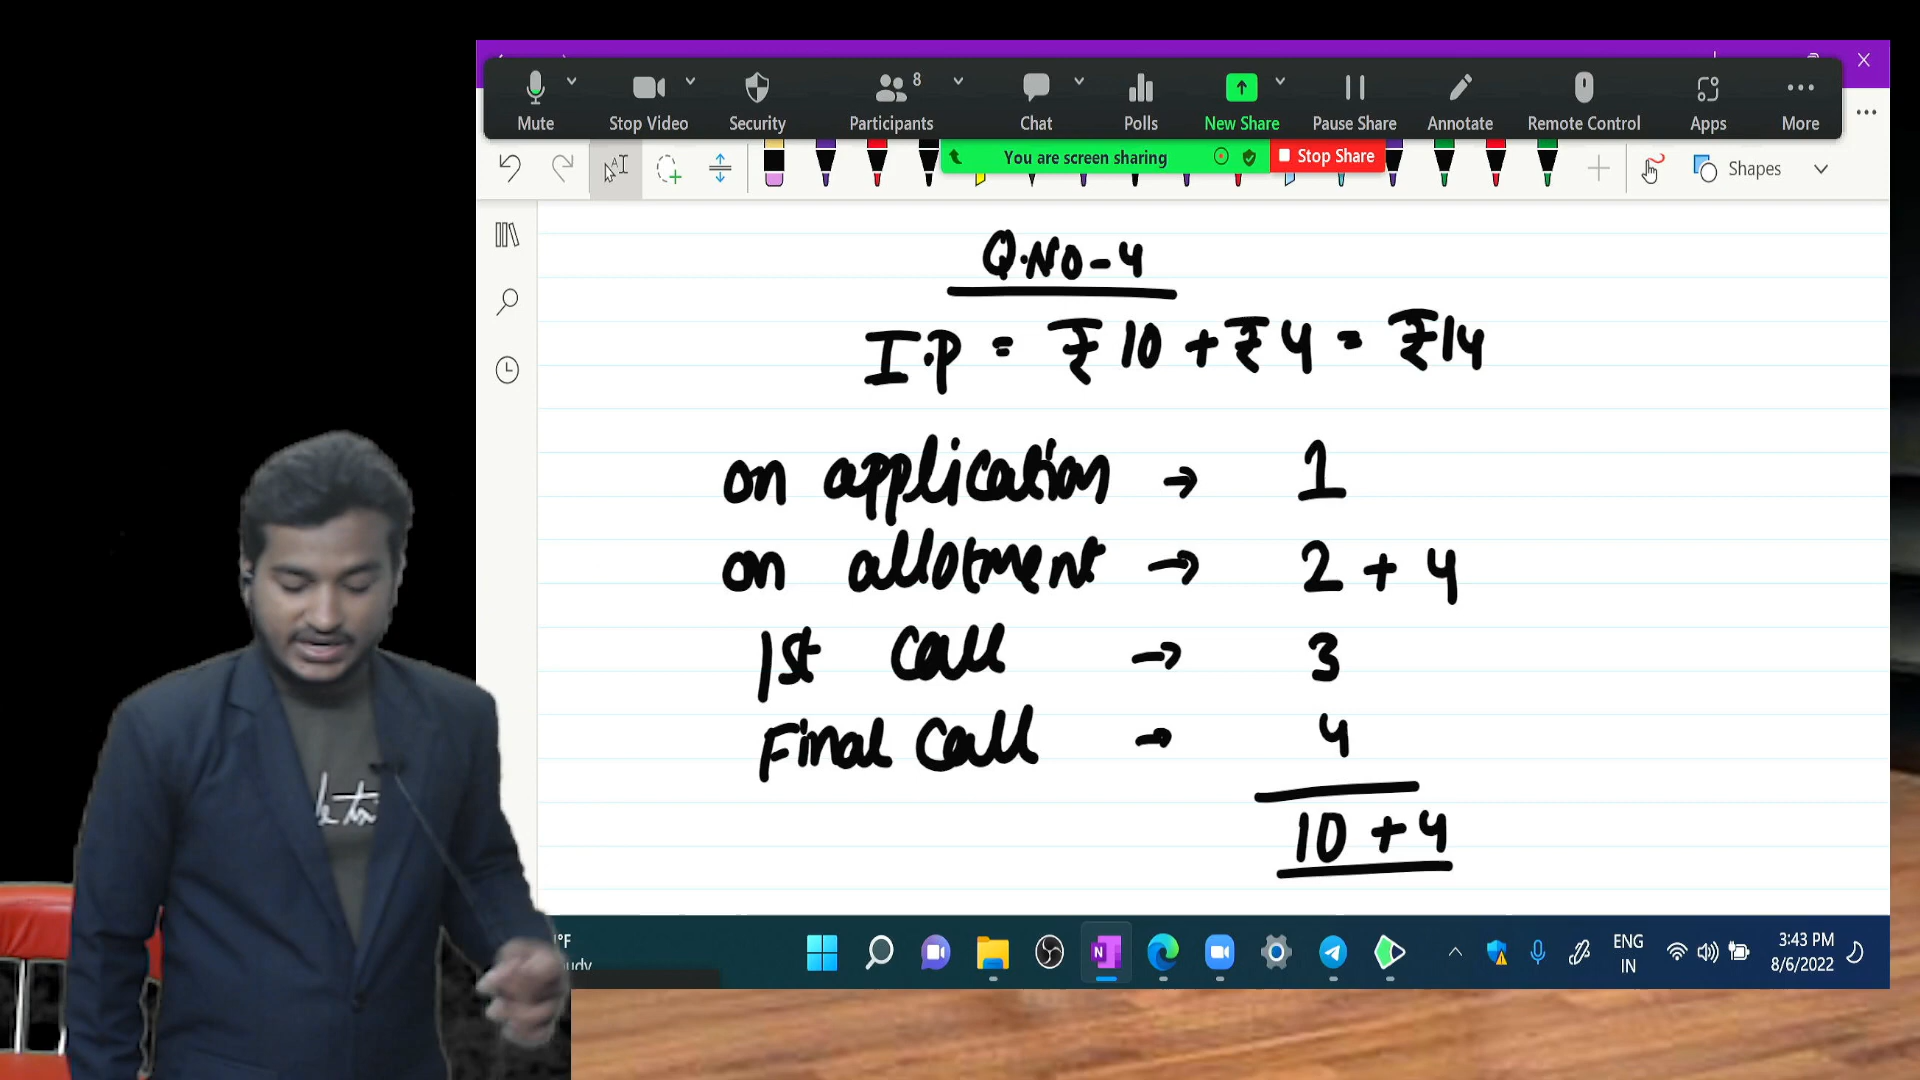 8
Mute
Stop Video
Security
Participants
Chat
Polls
New Share
Pause Share
Annotate
Remote Control
Apps
More
You are screen sharing
Stop Share
Shapes
Q.No-4
I.P = ₹10 + ₹4 = ₹14
on application → 1
on allotment → 2 + 4
1st call → 3
Final call → 4
10 + 4
°F
ENG
IN
3:43 PM
8/6/2022